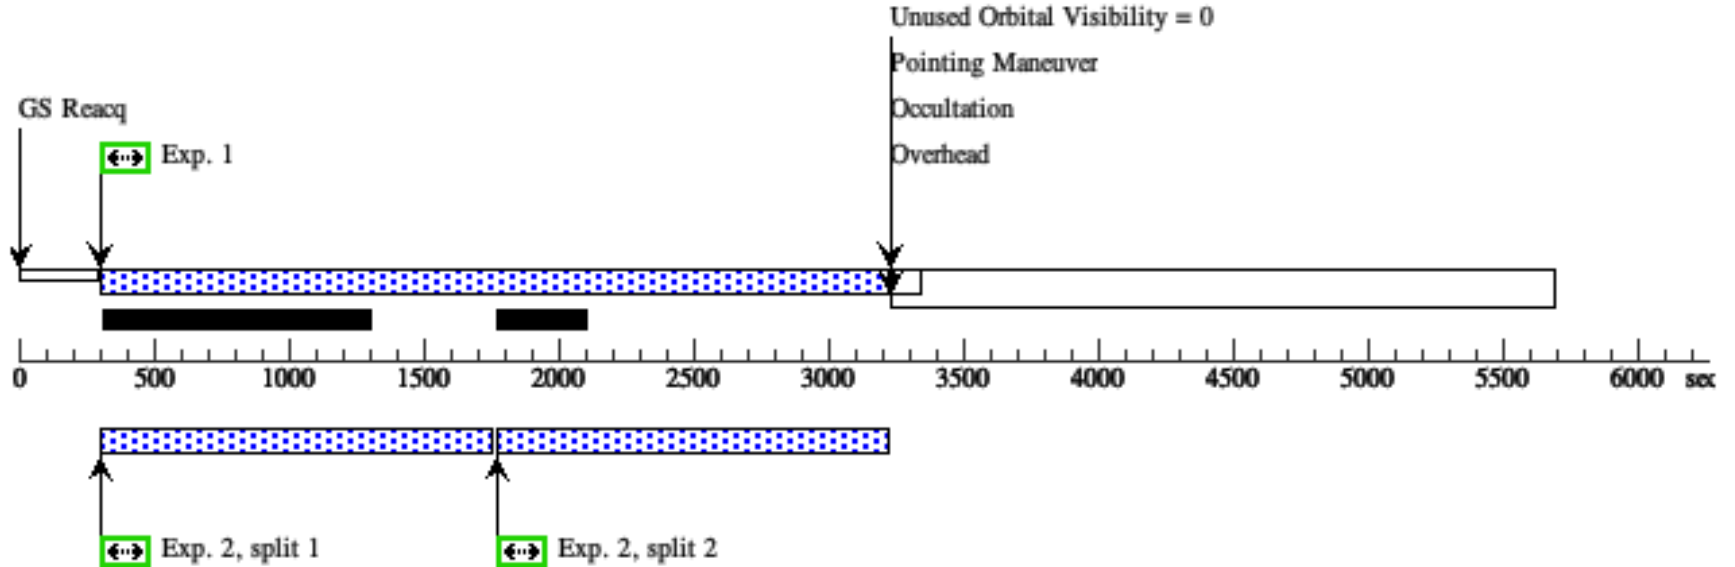 Unused Orbital Visibility = 0
Pointing Maneuver
GS Reacq
Occultation
Exp. 1
Overhead
0 500 1000 1500 2000 2500 3000 3500 4000 4500 5000 5500 6000 sec
Exp. 2, split 1
Exp. 2, split 2